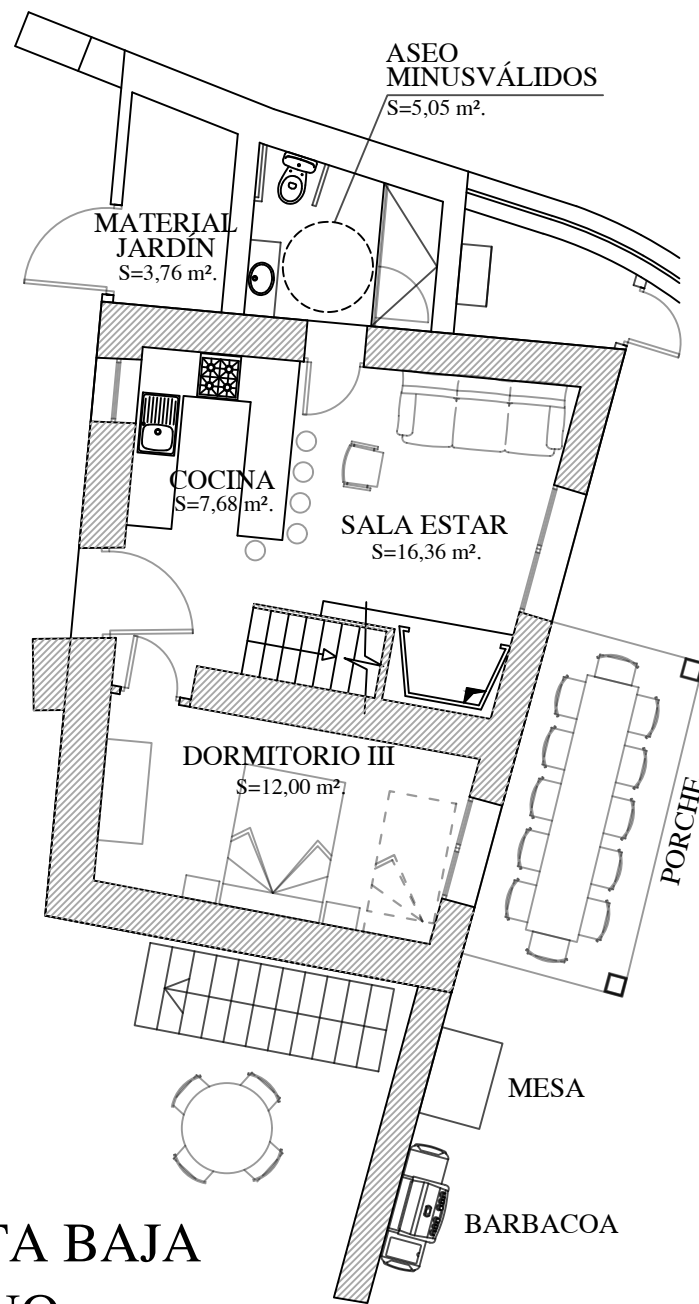 ASEO
MINUSVÁLIDOS
S=5,05 m².
MATERIAL
JARDÍN
S=3,76 m².
COCINA
S=7,68 m².
SALA ESTAR
S=16,36 m².
DORMITORIO III
S=12,00 m².
PORCHE
MESA
BARBACOA
BAJA